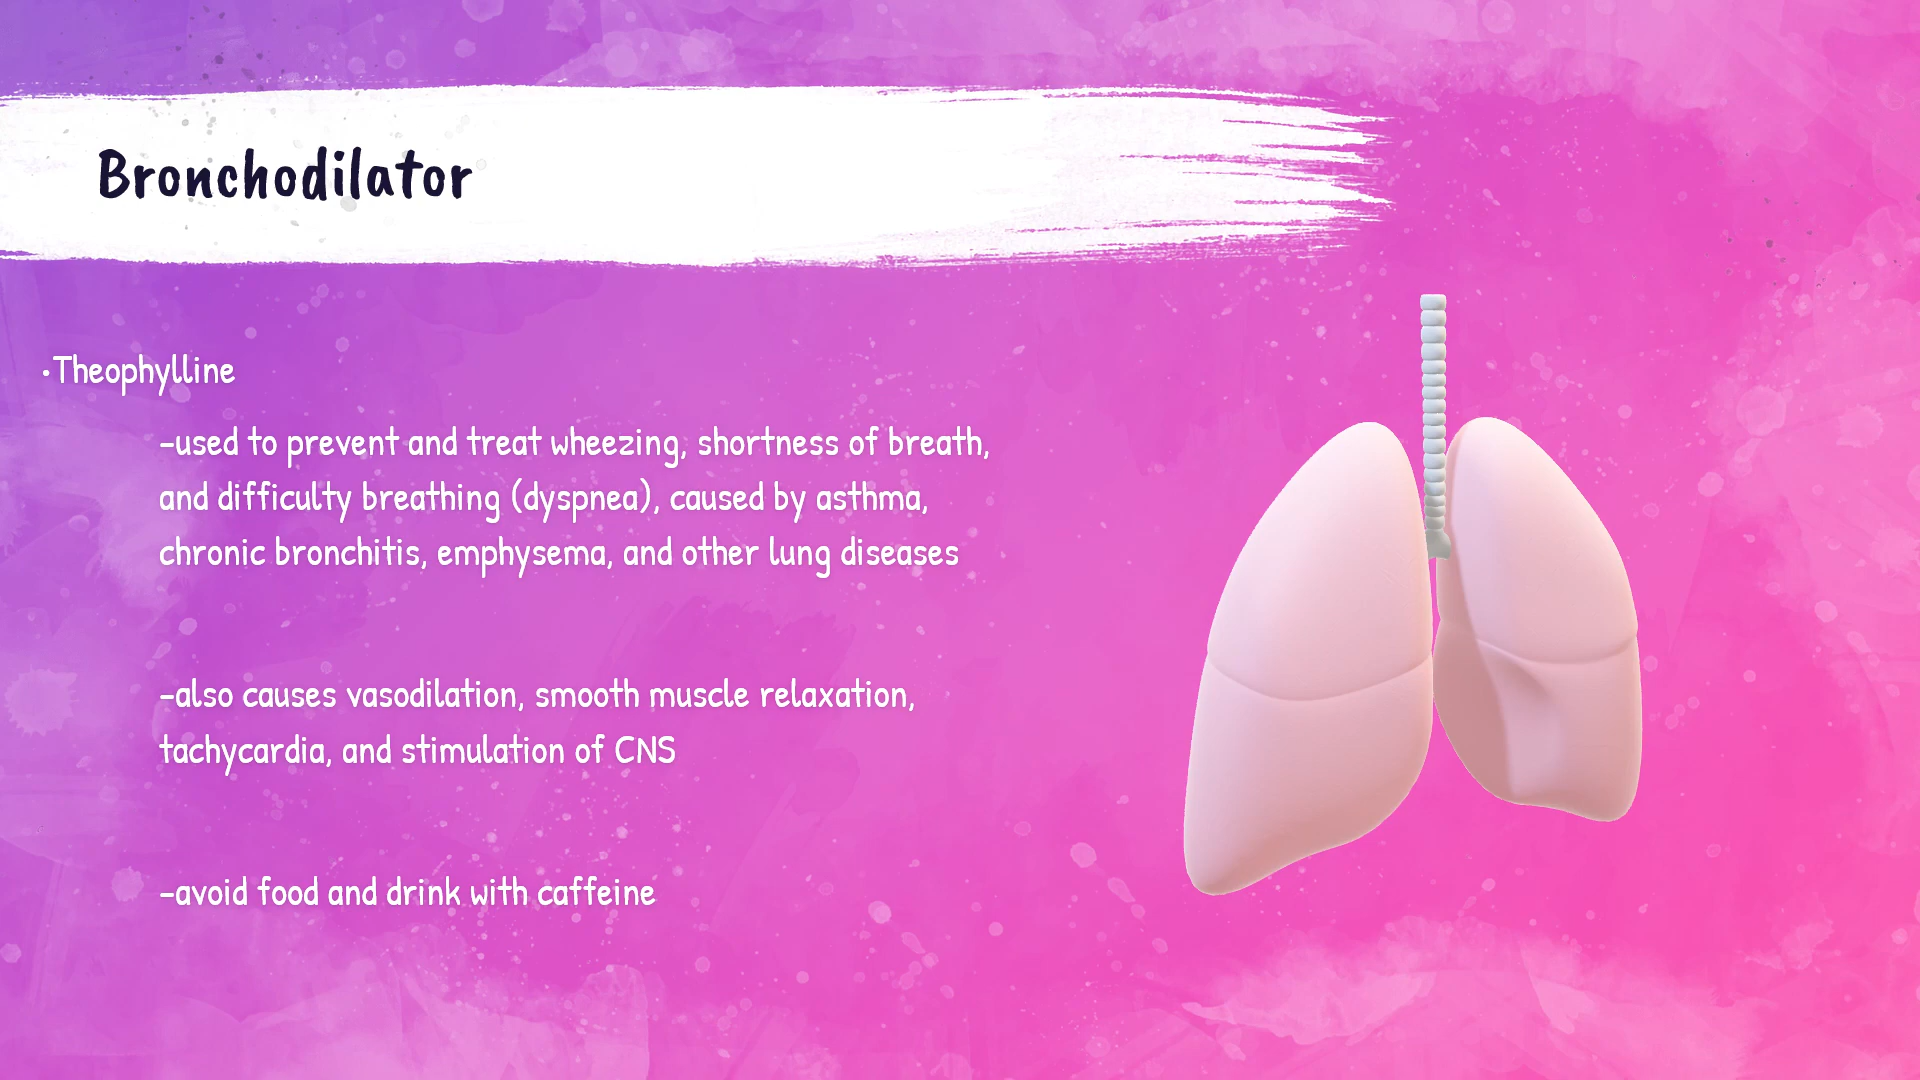 Bronchodilator
•Theophylline
-used to prevent and treat wheezing, shortness of breath,
and difficulty breathing (dyspnea), caused by asthma,
chronic bronchitis, emphysema, and other lung diseases
-also causes vasodilation, smooth muscle relaxation,
tachycardia, and stimulation of CNS
-avoid food and drink with caffeine